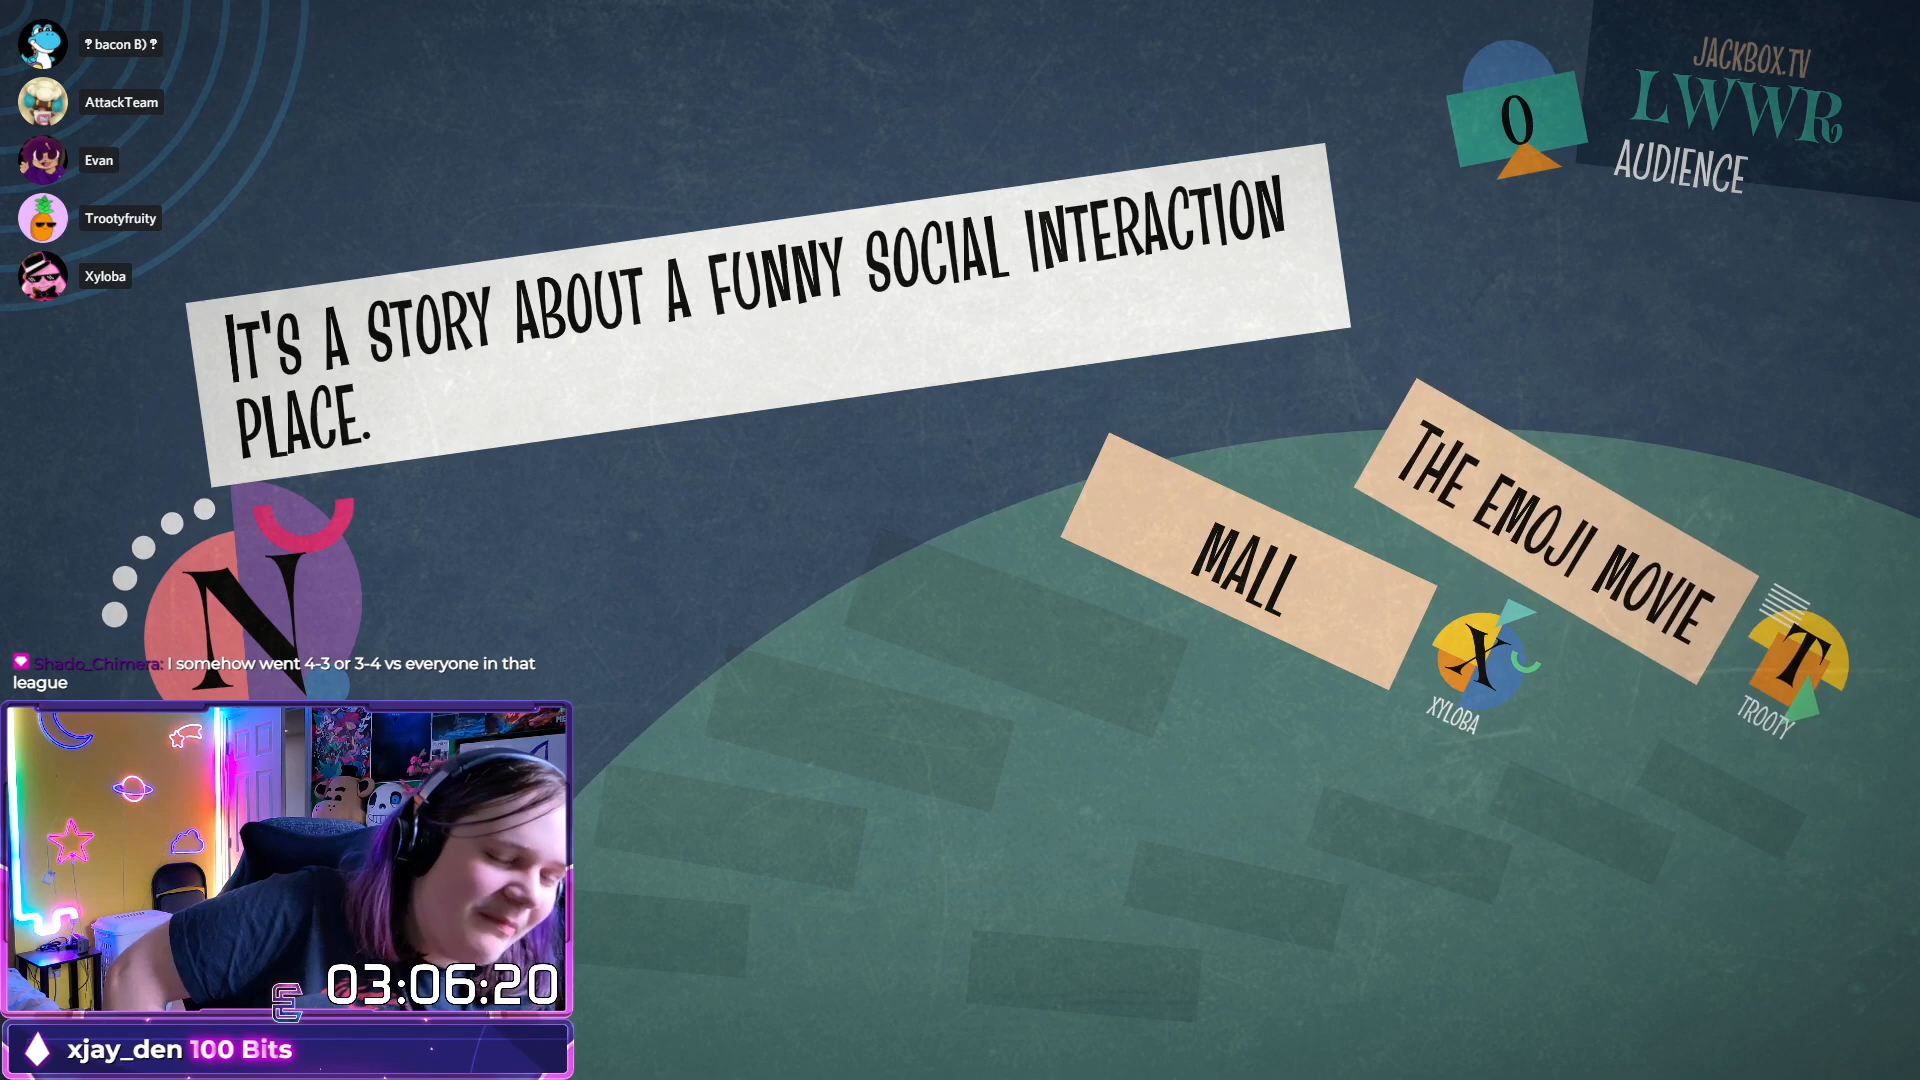 ? bacon B) ?
AttackTeam
Evan
Trootyfruity
Xyloba
JACKBOX.TV
LWWR
AUDIENCE
0
IT'S A STORY ABOUT A FUNNY SOCIAL INTERACTION
PLACE.
THE EMOJI MOVIE
MALL
N
X
XYLOBA
T
TROOTY
Shado_Chimera: I somehow went 4-3 or 3-4 vs everyone in that
league
03:06:20
xjay_den 100 Bits